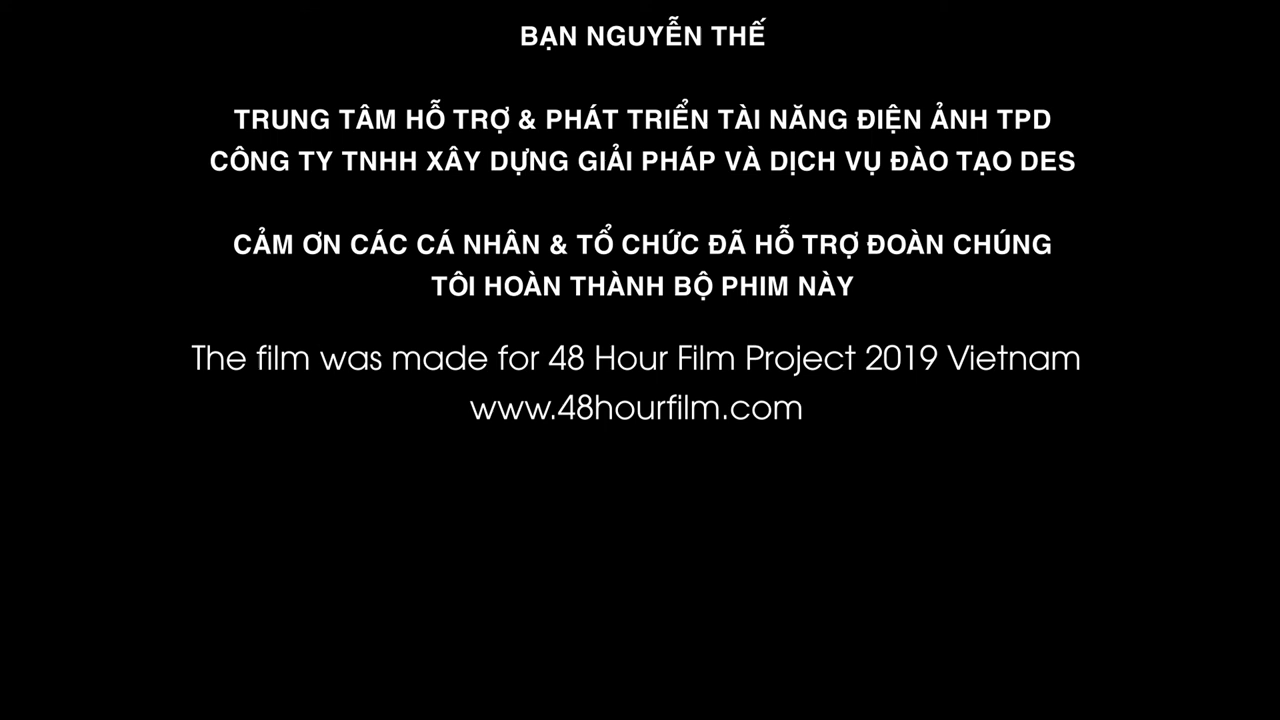 BẠN NGUYỄN THẾ
TRUNG TÂM HỖ TRỢ & PHÁT TRIỂN TÀI NĂNG ĐIỆN ẢNH TPD
CÔNG TY TNHH XÂY DỰNG GIẢI PHÁP VÀ DỊCH VỤ ĐÀO TẠO DES
CẢM ƠN CÁC CÁ NHÂN & TỔ CHỨC ĐÃ HỖ TRỢ ĐOÀN CHÚNG
TÔI HOÀN THÀNH BỘ PHIM NÀY
The film was made for 48 Hour Film Project 2019 Vietnam
www.48hourfilm.com